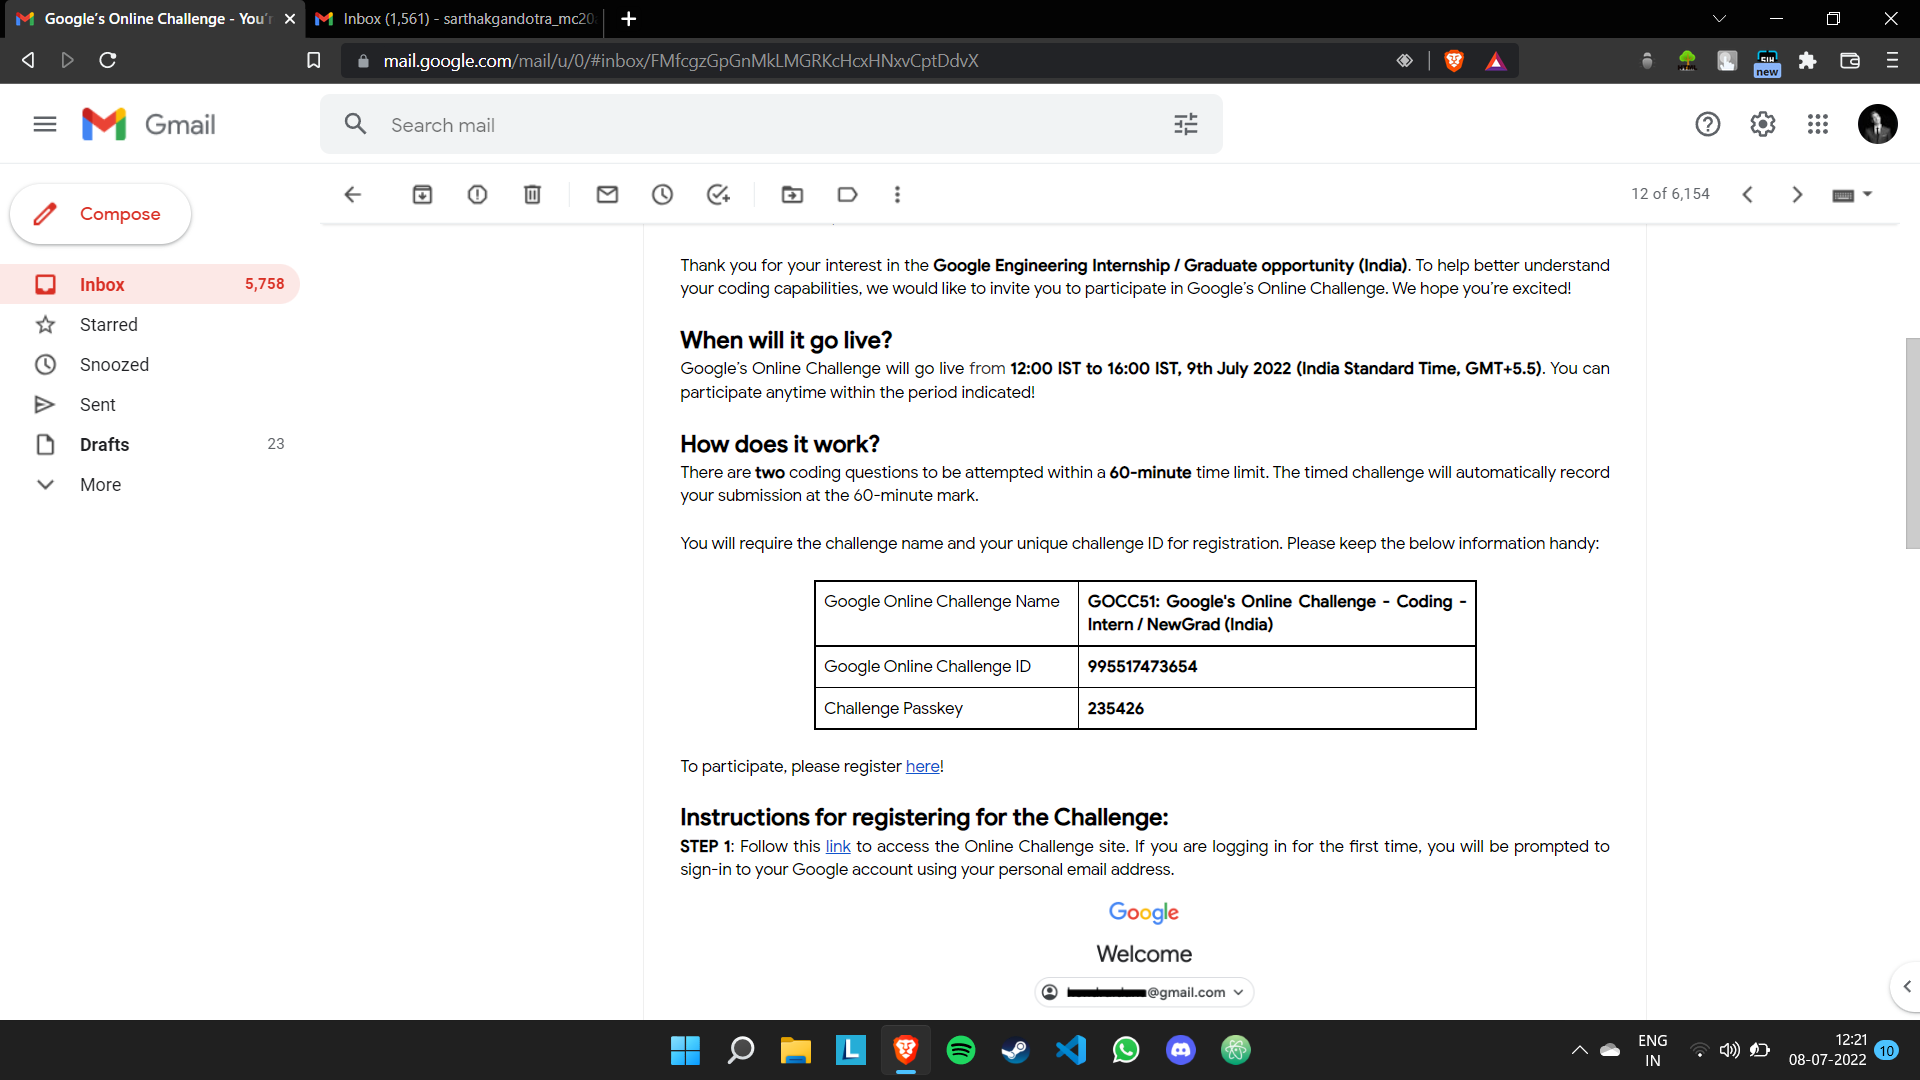 Google's Online Challenge - You'r
Inbox (1,561) - sarthakgandotra_mc20
mail.google.com/mail/u/0/#inbox/FMfcgzGpGnMkLMGRKcHcxHNxvCptDdvX
new
Gmail
Search mail
Compose
12 of 6,154
Inbox 5,758
Starred
Snoozed
Sent
Drafts 23
More
Thank you for your interest in the Google Engineering Internship / Graduate opportunity (India). To help better understand
your coding capabilities, we would like to invite you to participate in Google's Online Challenge. We hope you're excited!
When will it go live?
Google's Online Challenge will go live from 12:00 IST to 16:00 IST, 9th July 2022 (India Standard Time, GMT+5.5). You can
participate anytime within the period indicated!
How does it work?
There are two coding questions to be attempted within a 60-minute time limit. The timed challenge will automatically record
your submission at the 60-minute mark.
You will require the challenge name and your unique challenge ID for registration. Please keep the below information handy:
Google Online Challenge Name
GOCC51: Google's Online Challenge - Coding -
Intern / NewGrad (India)
Google Online Challenge ID
995517473654
Challenge Passkey
235426
To participate, please register here!
Instructions for registering for the Challenge:
STEP 1: Follow this link to access the Online Challenge site. If you are logging in for the first time, you will be prompted to
sign-in to your Google account using your personal email address.
Google
Welcome
@gmail.com
L
ENG
IN
12:21
08-07-2022
10